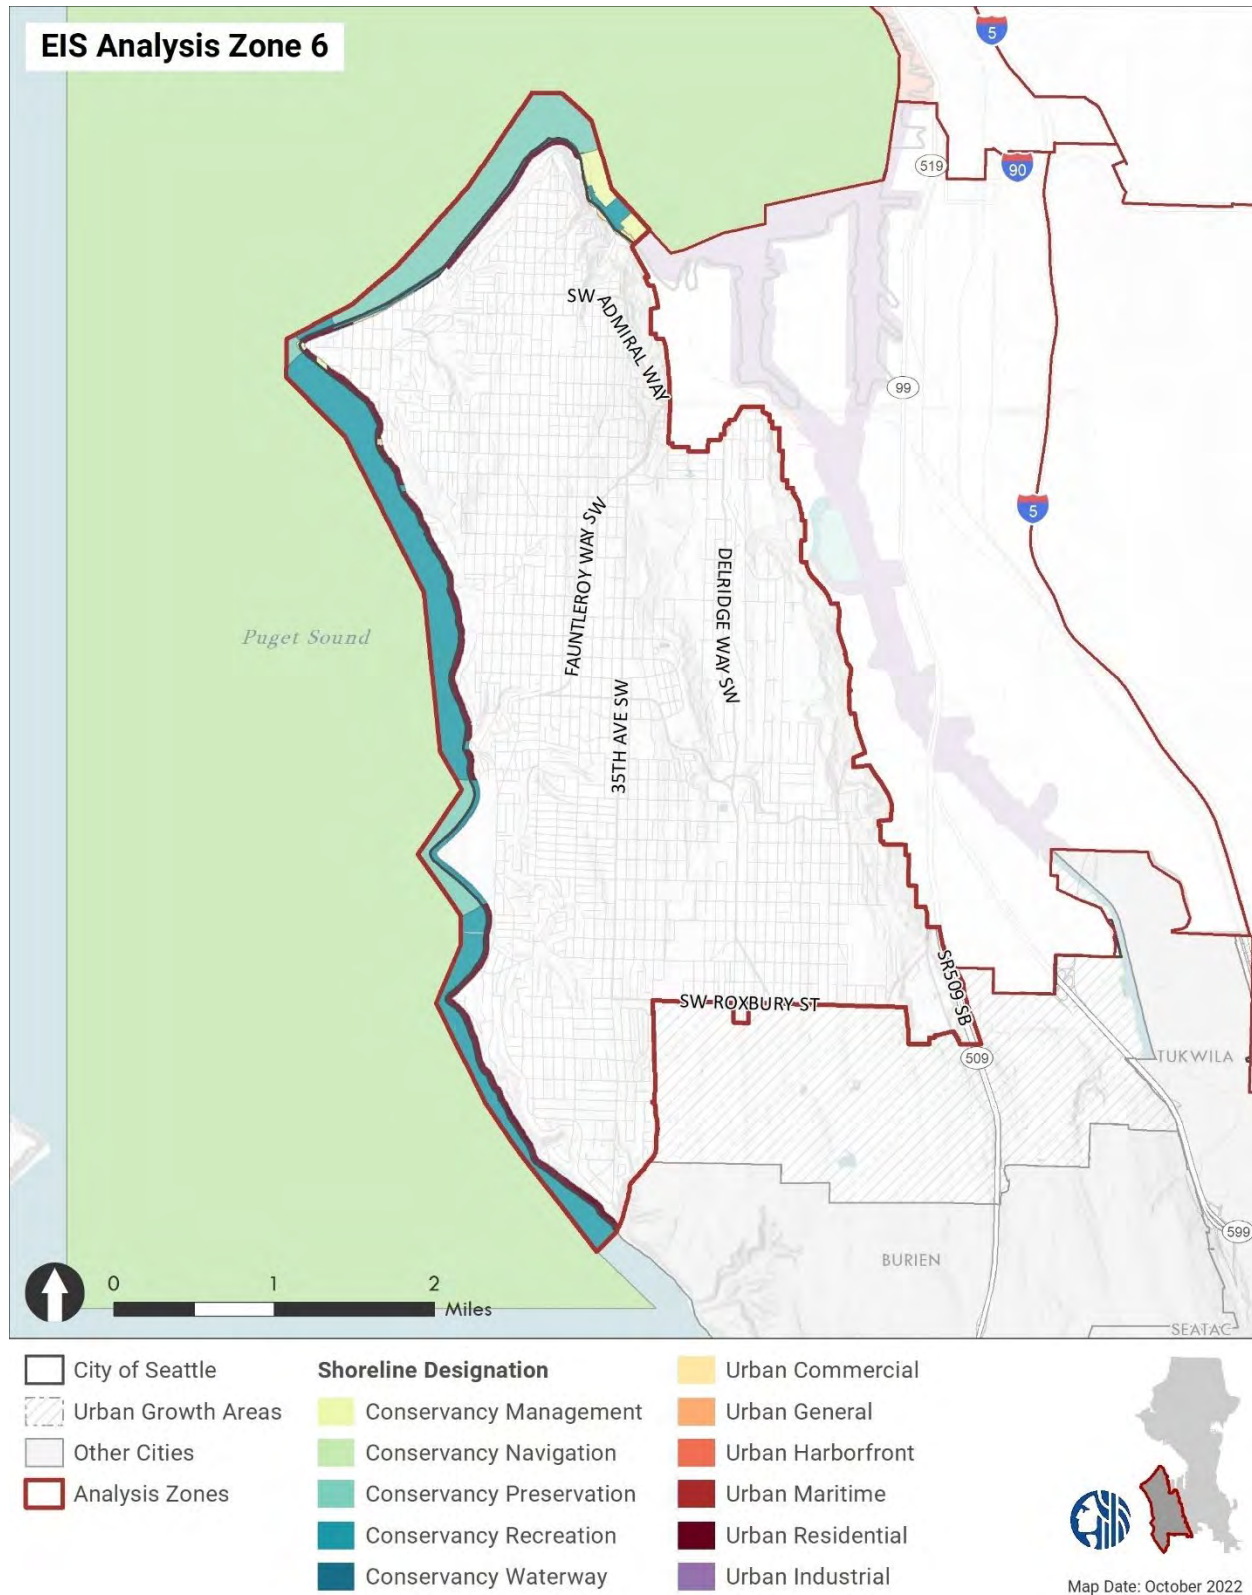 EIS Analysis Zone 6
5
519
90
SW ADMIRAL WAY
99
5
FAUNTLEROY WAY SW
DELRIDGE WAY SW
Puget Sound
35TH AVE SW
SW ROXBURY ST
SR509 SB
509
TUKWILA
599
BURIEN
SEATAC
0 1 2
Miles
City of Seattle
Urban Growth Areas
Other Cities
Analysis Zones
Shoreline Designation
Conservancy Management
Conservancy Navigation
Conservancy Preservation
Conservancy Recreation
Conservancy Waterway
Urban Commercial
Urban General
Urban Harborfront
Urban Maritime
Urban Residential
Urban Industrial
Map Date: October 2022